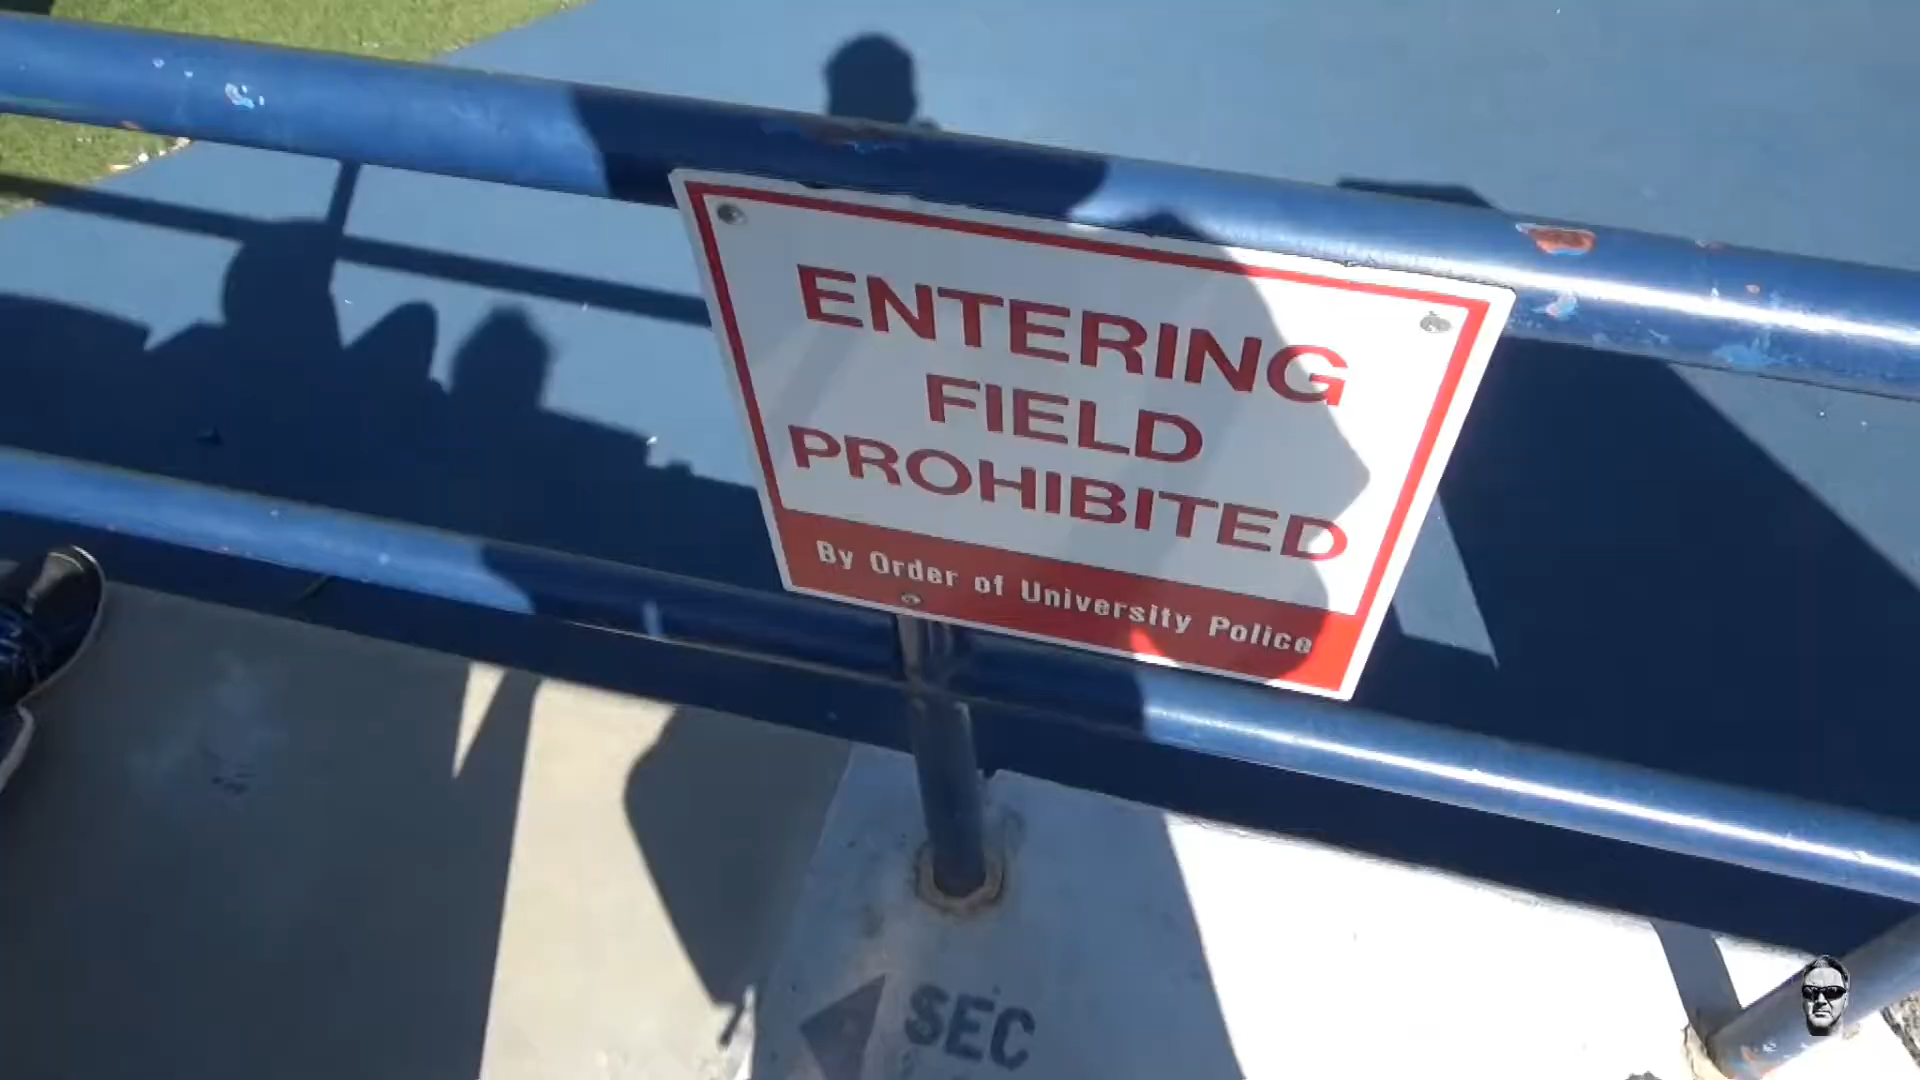 ENTERING
FIELD
PROHIBITED
By Order of University Police
SEC